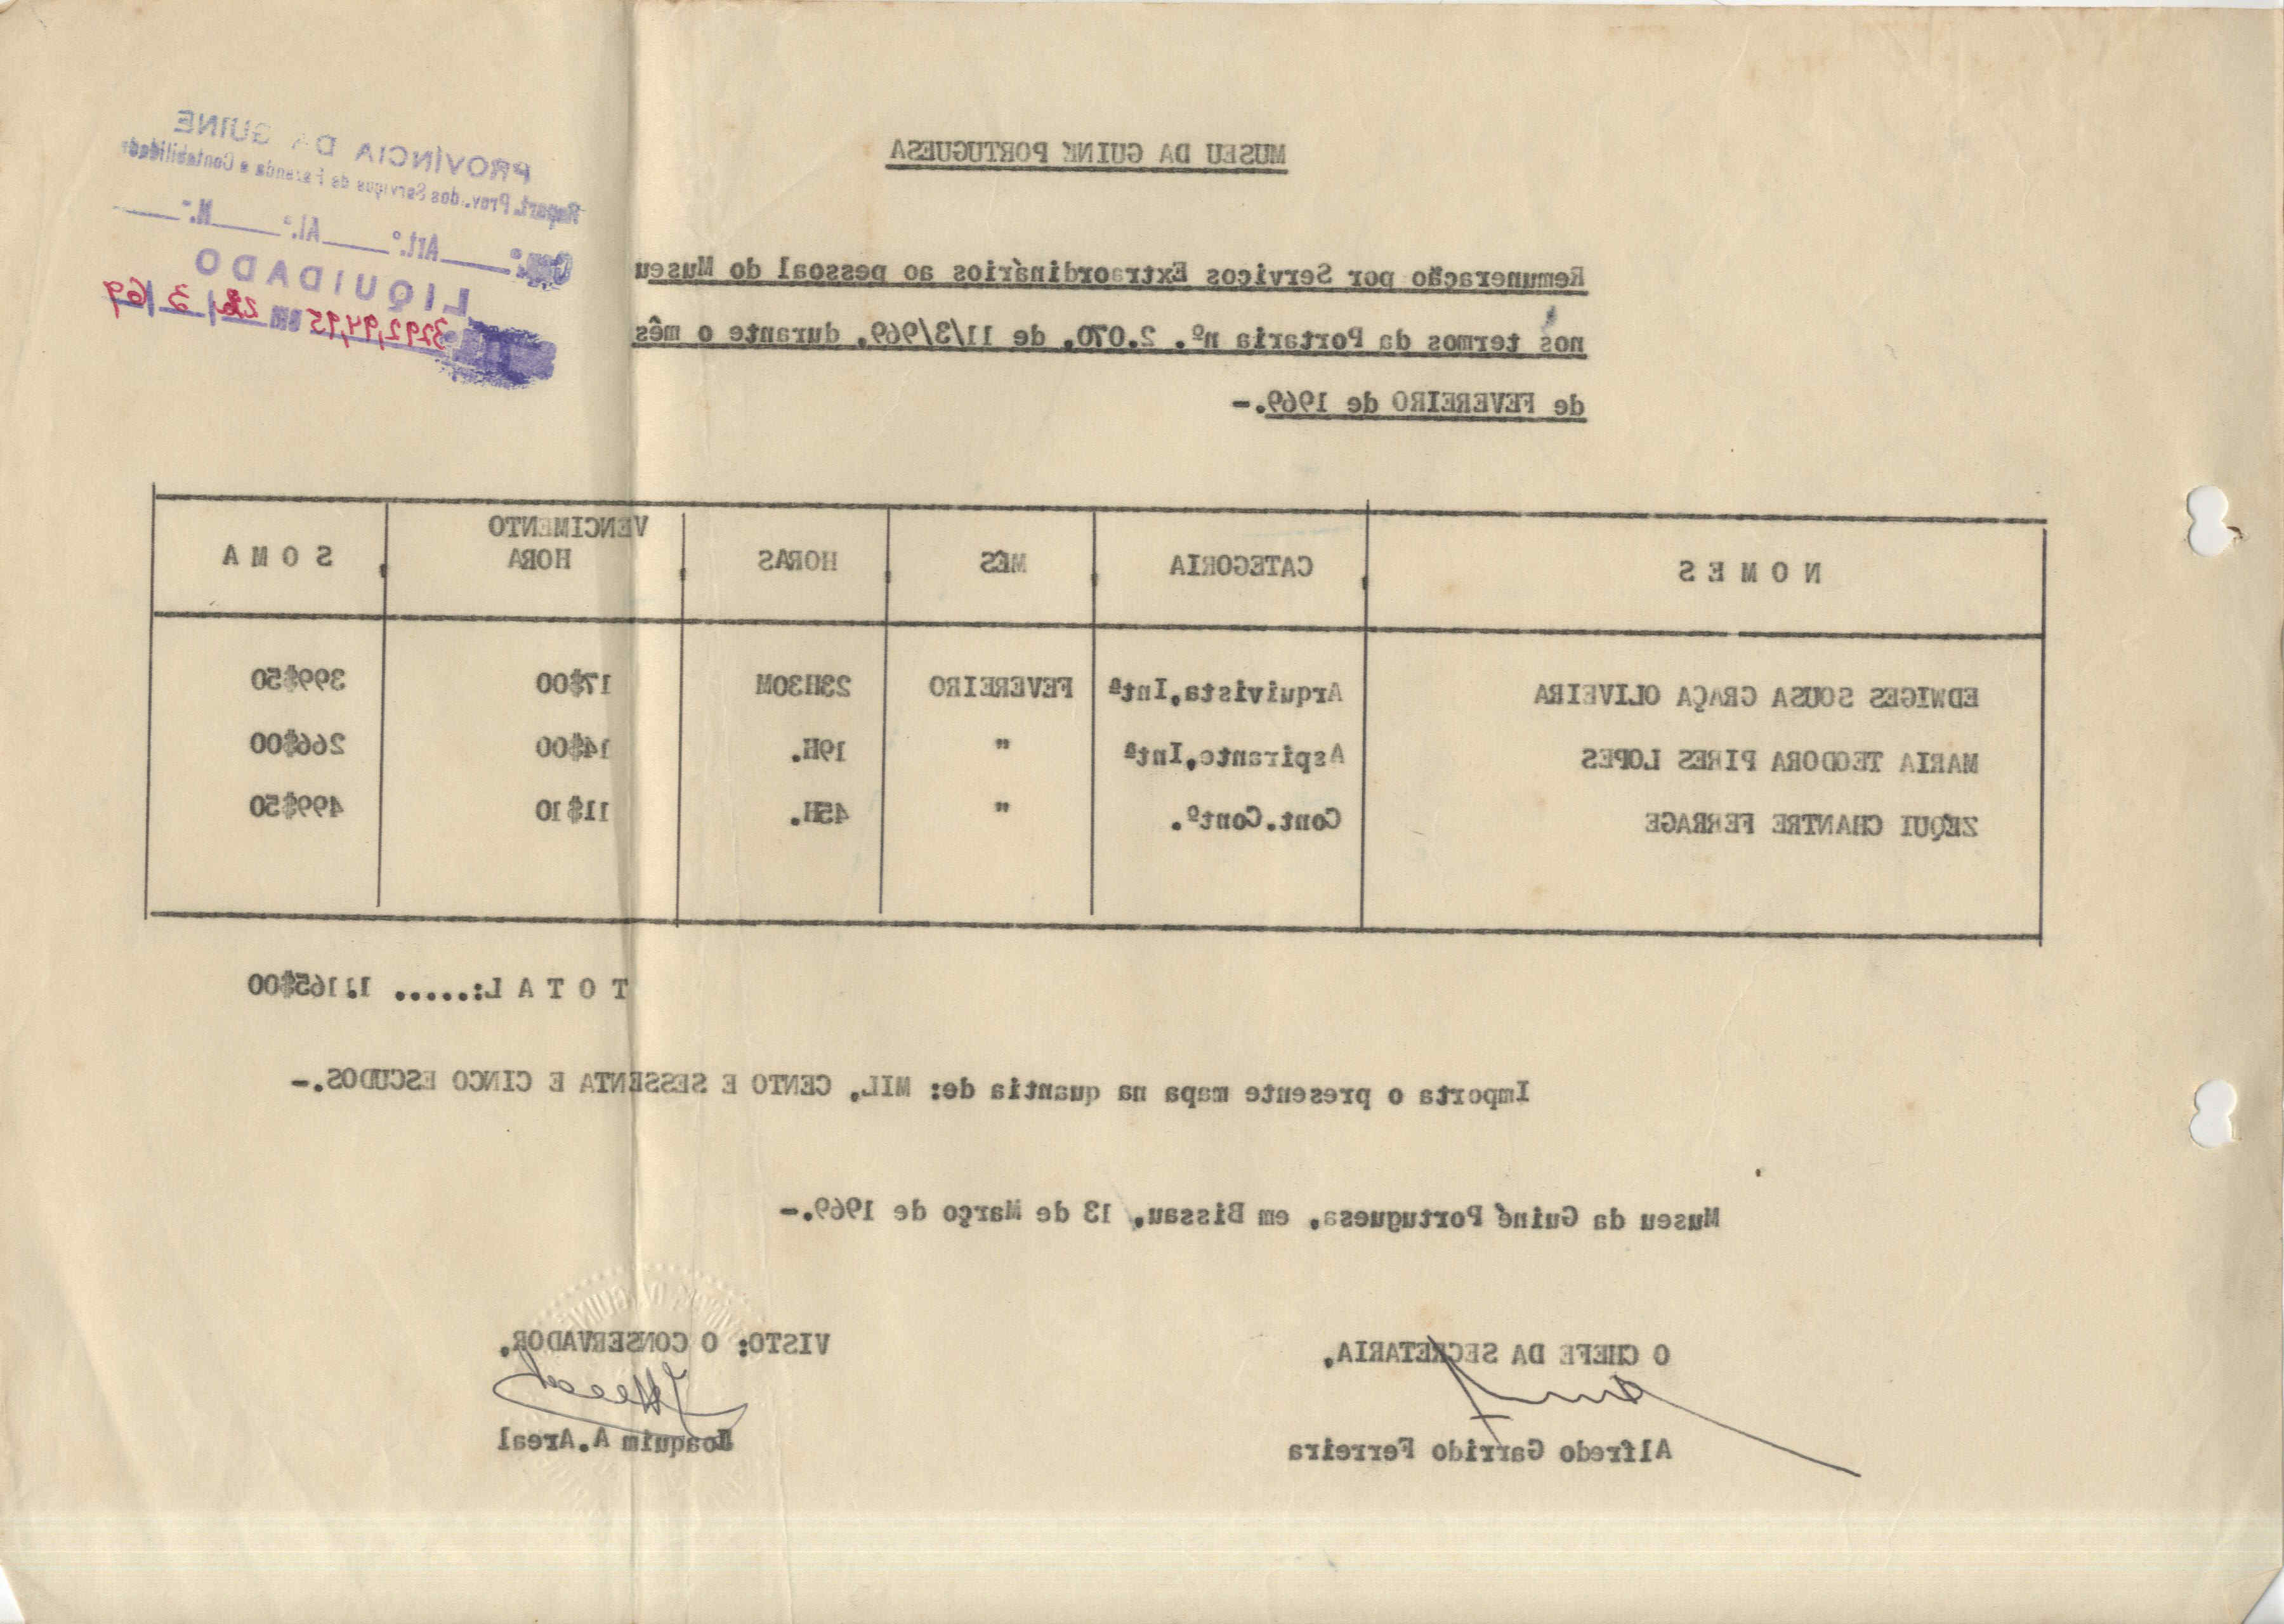 MUSEU DA GUINÉ PORTUGUESA
PROVÍNCIA DA GUINÉ
Repart. Prov. dos Serviços de Fazenda e Contabilidade
Cap.º Art.º Al.ª N.º
LIQUIDADO
Remuneração por Serviços Extraordinários ao pessoal do Museu
nos termos da Portaria nº. 2.070, de 11/3/969, durante o mês
de FEVEREIRO de 1969.-
N O M E S CATEGORIA MÊS HORAS VENCIMENTO HORA S O M A
EDWIGES SOUSA GRAÇA OLIVEIRA Arquivista,Intª FEVEREIRO 23H30M 17$00 399$50
MARIA TEODORA PIRES LOPES Aspirante,Intª " 19H. 14$00 266$00
ZEQUI CHANTRE FERRAGE Cont.Contº. " 45H. 11$10 499$50
T O T A L:..... 1.165$00
Importa o presente mapa na quantia de: MIL, CENTO E SESSENTA E CINCO ESCUDOS.-
Museu da Guiné Portuguesa, em Bissau, 13 de Março de 1969.-
O CHEFE DA SECRETARIA, VISTO: O CONSERVADOR,
Alfredo Garrido Ferreira Joaquim A.Areal